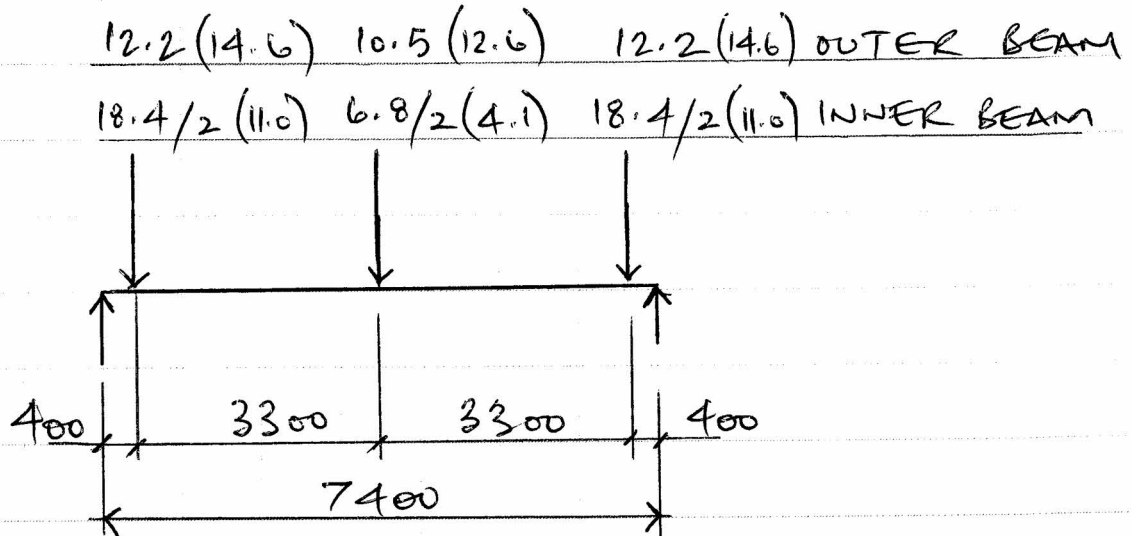 12.2 (14.6) 10.5 (12.6) 12.2 (14.6) OUTER BEAM
18.4/2 (11.0) 6.8/2 (4.1) 18.4/2 (11.0) INNER BEAM
400 3300 3300 400
7400